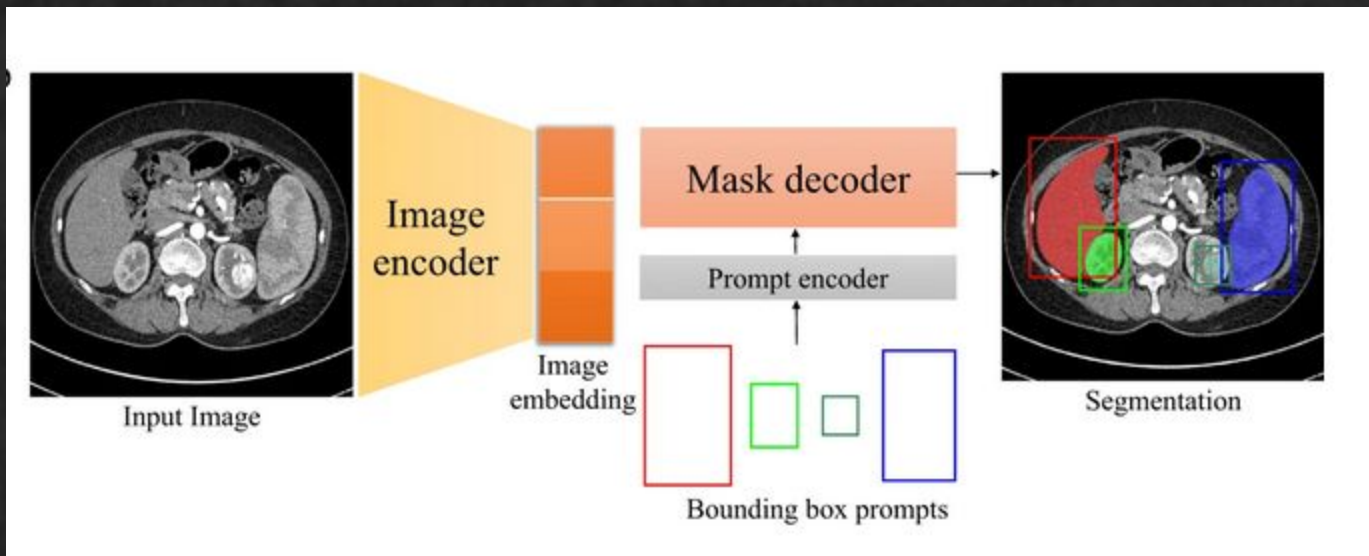 Image
encoder
Mask decoder
Prompt encoder
Image
embedding
Input Image
Segmentation
Bounding box prompts